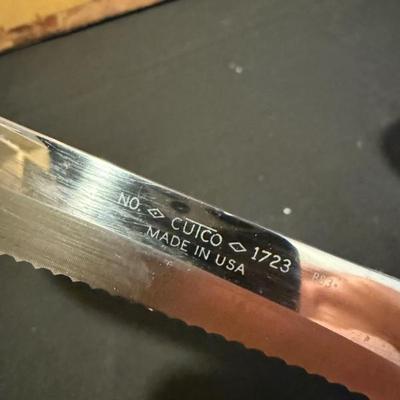 NO. CUTCO 1723
MADE IN USA